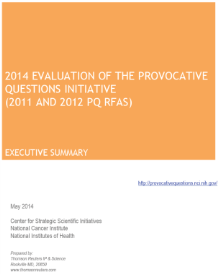 2014 EVALUATION OF THE PROVOCATIVE
QUESTIONS INITIATIVE
(2011 AND 2012 PQ RFAS)
EXECUTIVE SUMMARY
http://provocativequestions.nci.nih.gov/
May 2014
Center for Strategic Scientific Initiatives
National Cancer Institute
National Institutes of Health
Prepared by:
Thomson Reuters IP & Science
Rockville MD, 20850
www.thomsonreuters.com